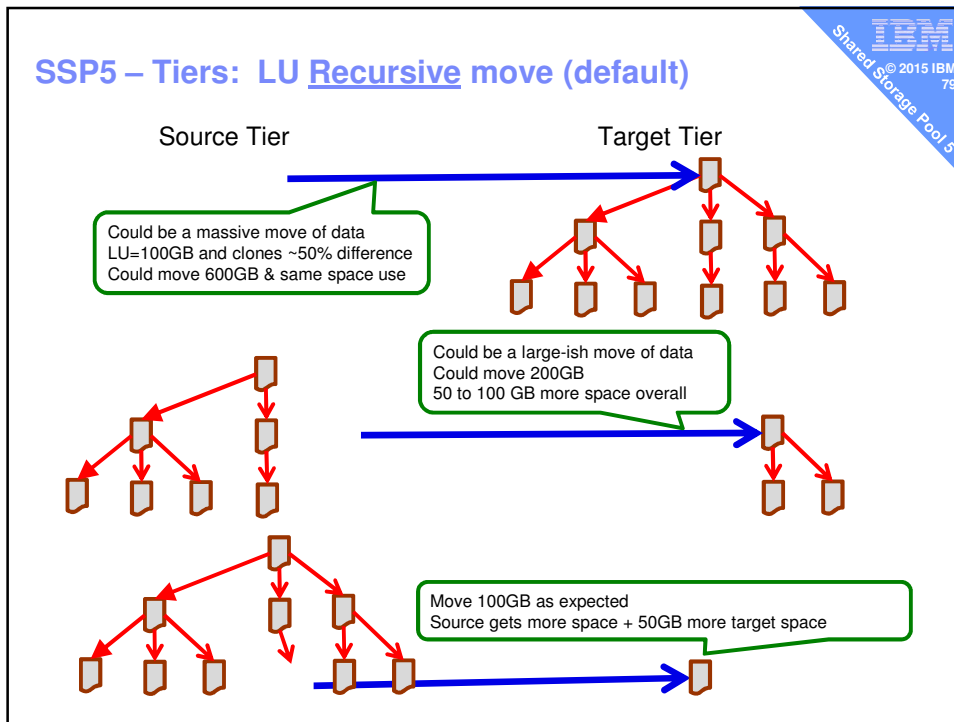 SSP5 – Tiers: LU Recursive move (default)
IBM
© 2015 IBM
79
Shared Storage Pool 5
Source Tier
Target Tier
Could be a massive move of data
LU=100GB and clones ~50% difference
Could move 600GB & same space use
Could be a large-ish move of data
Could move 200GB
50 to 100 GB more space overall
Move 100GB as expected
Source gets more space + 50GB more target space